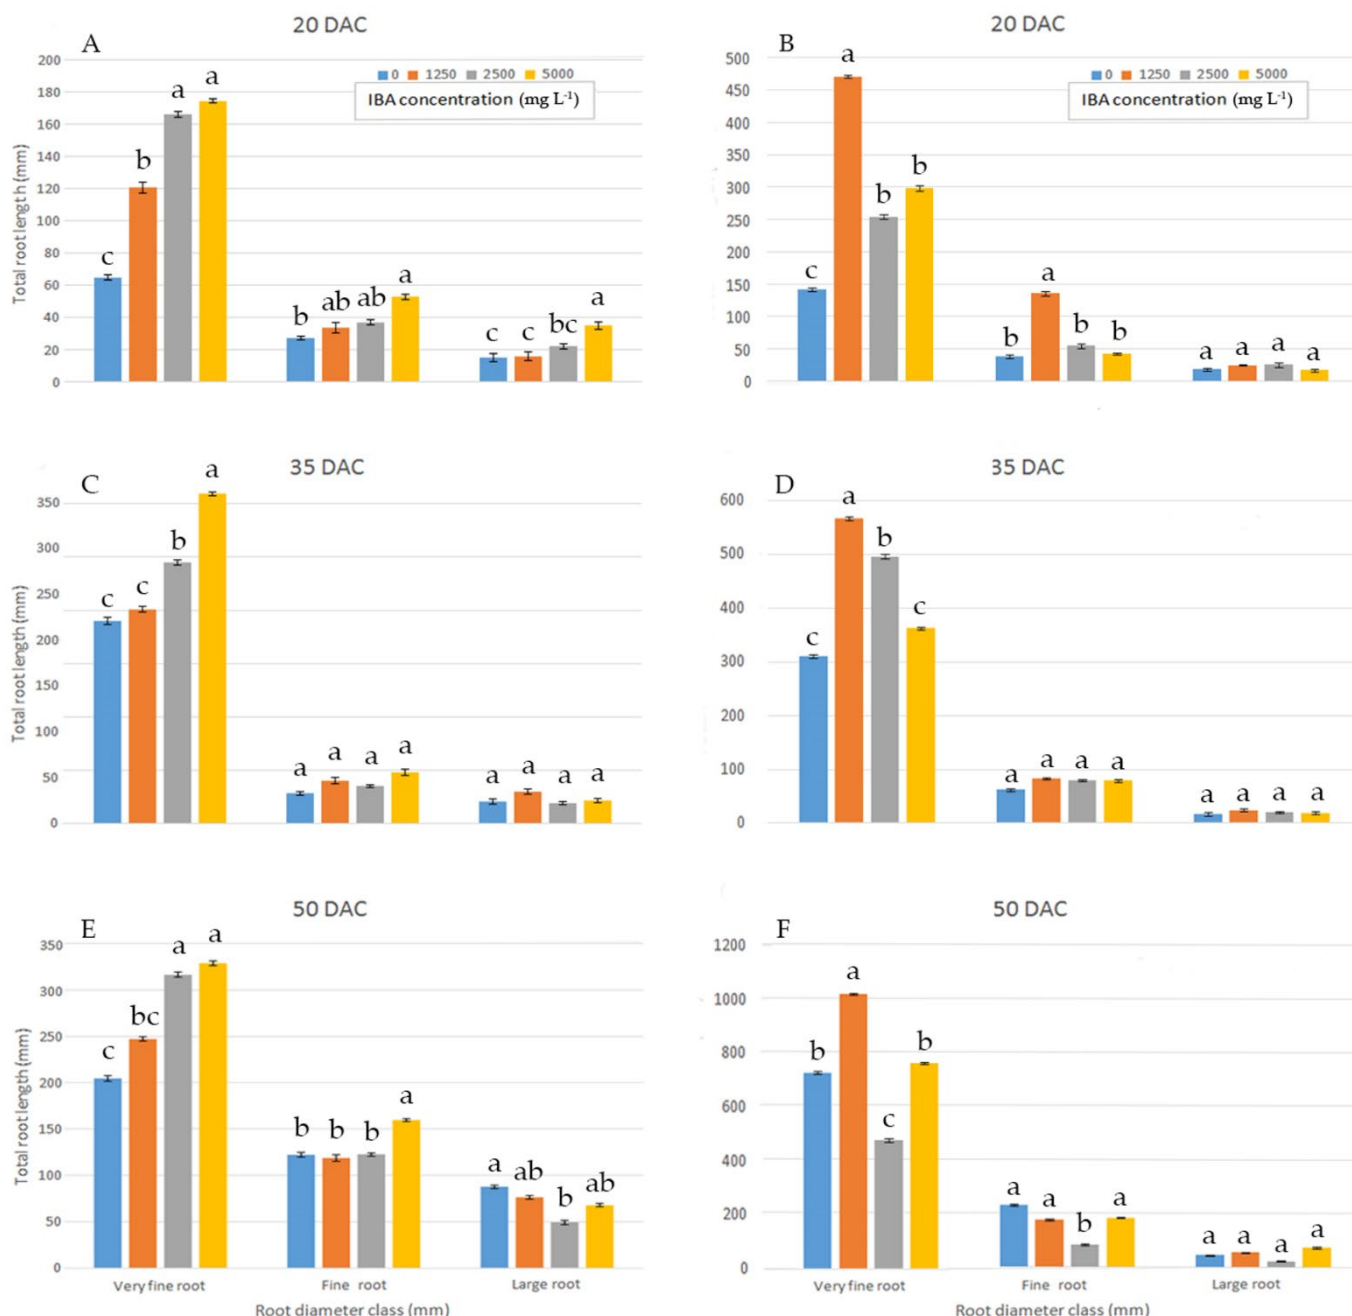 20 DAC
A
0 1250 2500 5000
IBA concentration (mg L⁻¹)
Total root length (mm)
200
180
160
140
120
100
80
60
40
20
0
c
b
a
a
b
ab
ab
a
c
c
bc
a
20 DAC
B
0 1250 2500 5000
IBA concentration (mg L⁻¹)
500
450
400
350
300
250
200
150
100
50
0
c
a
b
b
b
a
b
b
a
a
a
a
35 DAC
C
Total root length (mm)
350
300
250
200
150
100
50
0
c
c
b
a
a
a
a
a
a
a
a
a
35 DAC
D
600
500
400
300
200
100
0
c
a
b
c
a
a
a
a
a
a
a
a
50 DAC
E
Total root length (mm)
350
300
250
200
150
100
50
0
c
bc
a
a
b
b
b
a
a
ab
b
ab
Very fine root Fine root Large root
Root diameter class (mm)
50 DAC
F
1200
1000
800
600
400
200
0
b
a
c
b
a
a
b
a
a
a
a
a
Very fine root Fine root Large root
Root diameter class (mm)